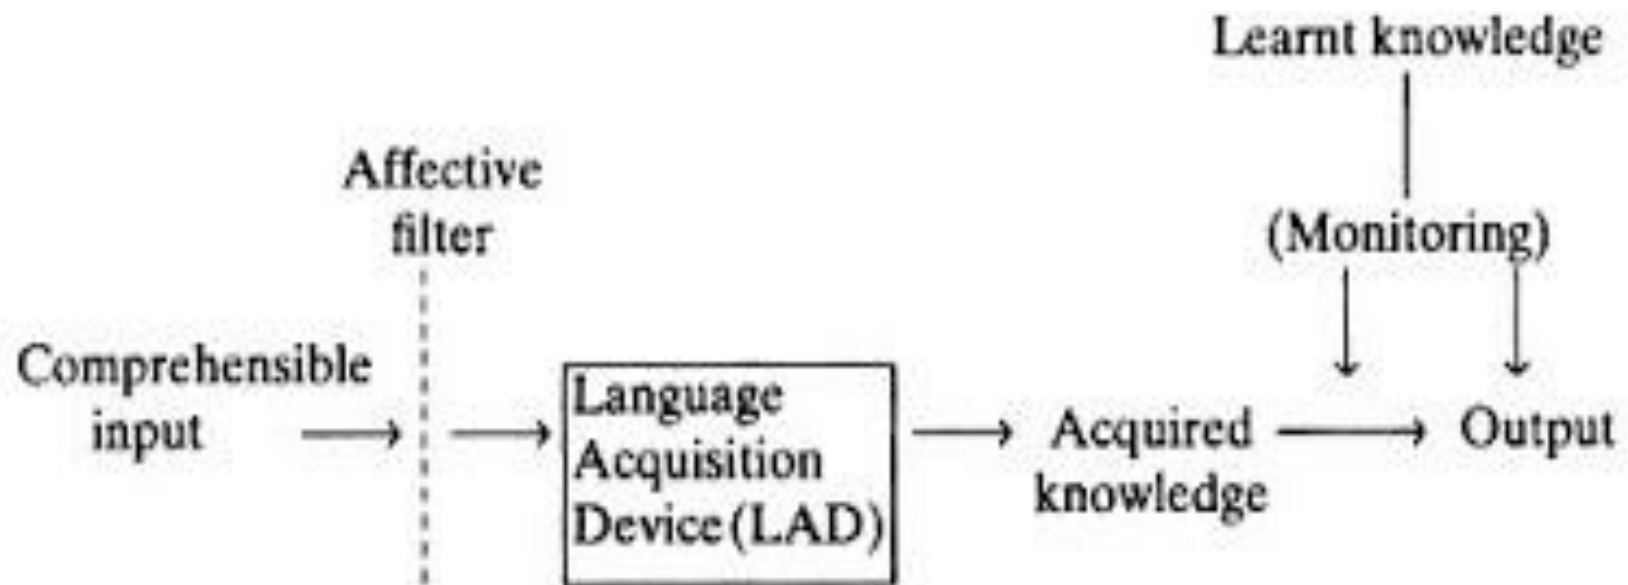 Learnt knowledge
Affective
filter
(Monitoring)
Comprehensible
input
Language
Acquisition
Device (LAD)
Acquired
knowledge
Output